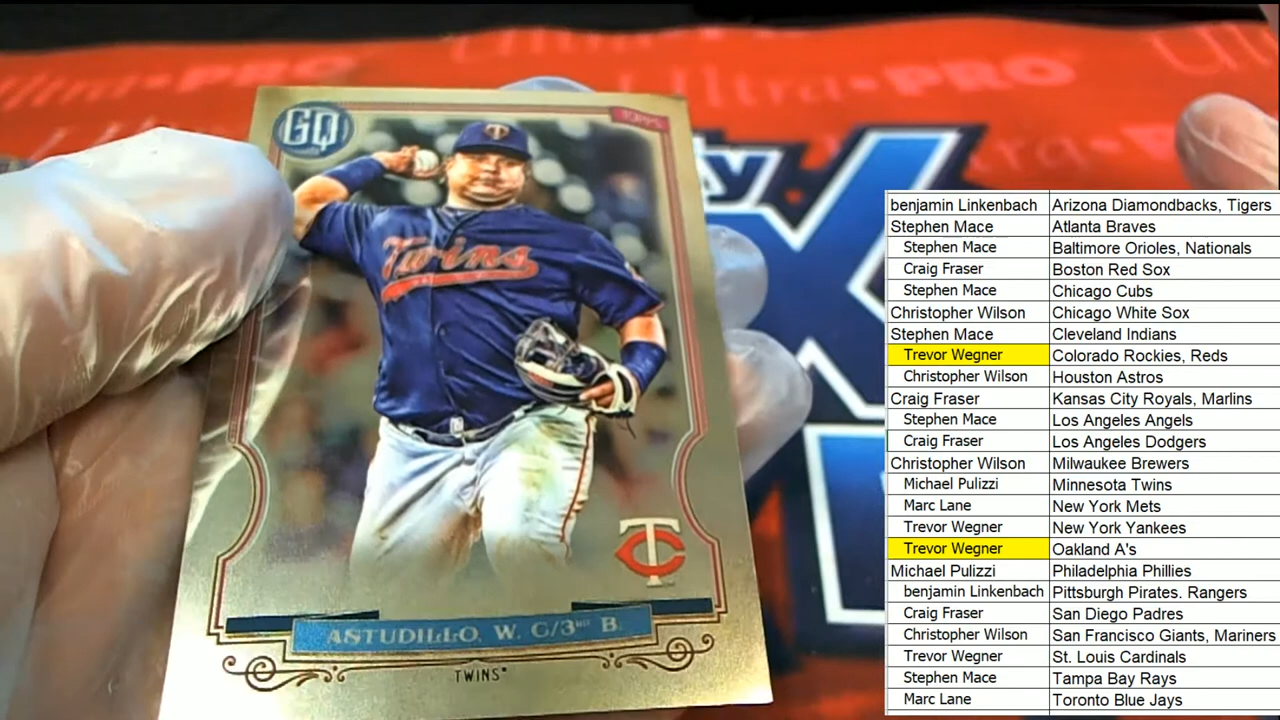 Ultra PRO
Ultra PRO
Ul
GQ
TOPPS
T
Twins
TC
ASTUDILLO, W. C/3RD B.
TWINS
benjamin Linkenbach Arizona Diamondbacks, Tigers
Stephen Mace Atlanta Braves
Stephen Mace Baltimore Orioles, Nationals
Craig Fraser Boston Red Sox
Stephen Mace Chicago Cubs
Christopher Wilson Chicago White Sox
Stephen Mace Cleveland Indians
Trevor Wegner Colorado Rockies, Reds
Christopher Wilson Houston Astros
Craig Fraser Kansas City Royals, Marlins
Stephen Mace Los Angeles Angels
Craig Fraser Los Angeles Dodgers
Christopher Wilson Milwaukee Brewers
Michael Pulizzi Minnesota Twins
Marc Lane New York Mets
Trevor Wegner New York Yankees
Trevor Wegner Oakland A's
Michael Pulizzi Philadelphia Phillies
benjamin Linkenbach Pittsburgh Pirates. Rangers
Craig Fraser San Diego Padres
Christopher Wilson San Francisco Giants, Mariners
Trevor Wegner St. Louis Cardinals
Stephen Mace Tampa Bay Rays
Marc Lane Toronto Blue Jays